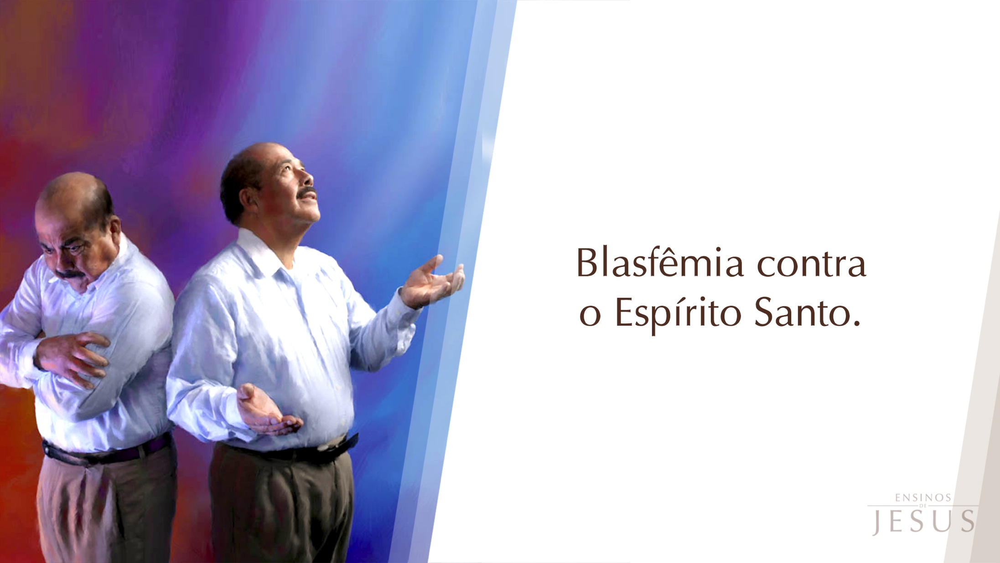 Blasfêmia contra
o Espírito Santo.
ENSINOS
DE
JESUS